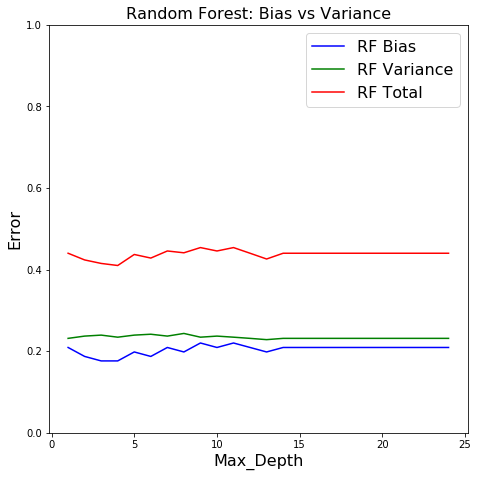 Random Forest: Bias vs Variance
RF Bias
RF Variance
RF Total
Error
1.0
0.8
0.6
0.4
0.2
0.0
0
5
10
15
20
25
Max_Depth